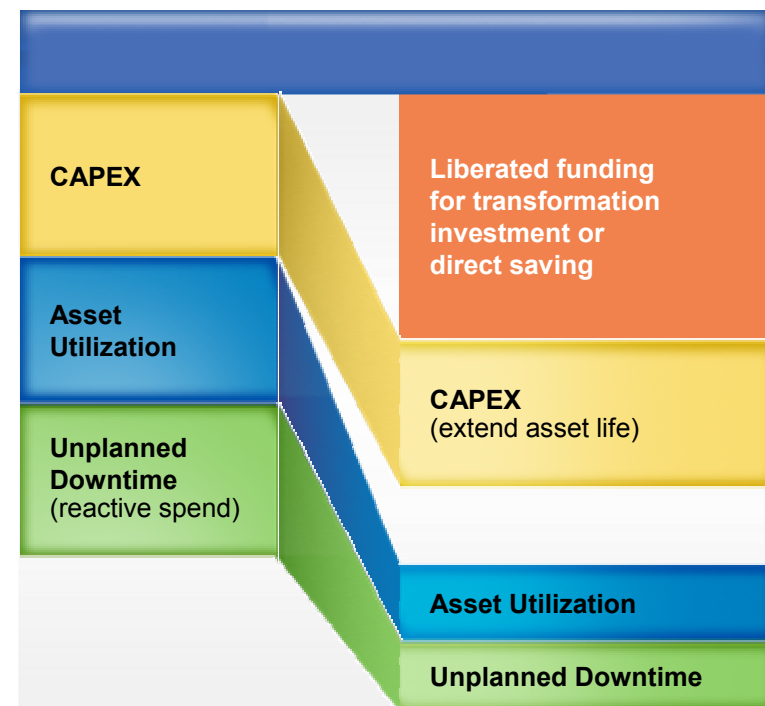 CAPEX
Asset
Utilization
Unplanned
Downtime
(reactive spend)
Liberated funding
for transformation
investment or
direct saving
CAPEX
(extend asset life)
Asset Utilization
Unplanned Downtime